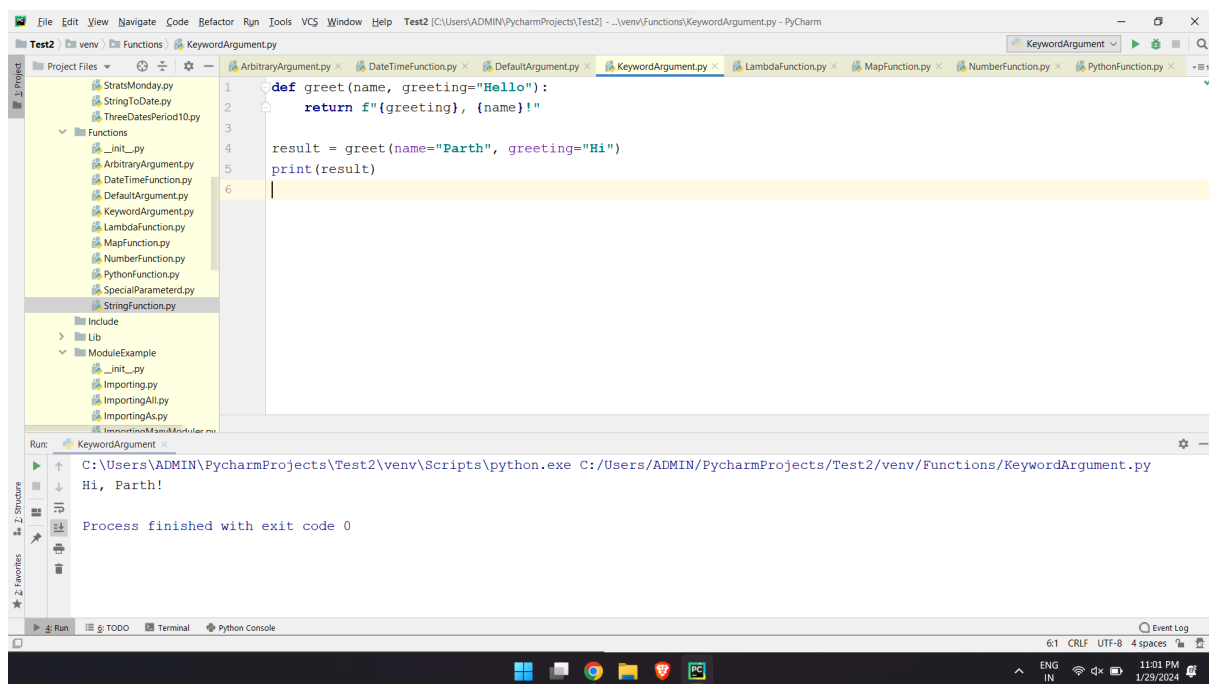 File Edit View Navigate Code Refactor Run Tools VCS Window Help Test2 [C:\Users\ADMIN\PycharmProjects\Test2] - ...\venv\Functions\KeywordArgument.py - PyCharm
Test2 venv Functions KeywordArgument.py KeywordArgument
Project Files ArbitraryArgument.py DateTimeFunction.py DefaultArgument.py KeywordArgument.py LambdaFunction.py MapFunction.py NumberFunction.py PythonFunction.py
1: Project
StratsMonday.py
StringToDate.py
ThreeDatesPeriod10.py
Functions
__init__.py
ArbitraryArgument.py
DateTimeFunction.py
DefaultArgument.py
KeywordArgument.py
LambdaFunction.py
MapFunction.py
NumberFunction.py
PythonFunction.py
SpecialParameterd.py
StringFunction.py
Include
Lib
ModuleExample
__init__.py
Importing.py
ImportingAll.py
ImportingAs.py
ImportingManyModules.py
1 def greet(name, greeting="Hello"):
2 return f"{greeting}, {name}!"
3
4 result = greet(name="Parth", greeting="Hi")
5 print(result)
6
Run: KeywordArgument
C:\Users\ADMIN\PycharmProjects\Test2\venv\Scripts\python.exe C:/Users/ADMIN/PycharmProjects/Test2/venv/Functions/KeywordArgument.py
Hi, Parth!
Process finished with exit code 0
Z: Structure
2: Favorites
4: Run 6: TODO Terminal Python Console Event Log
6:1 CRLF UTF-8 4 spaces
PC
ENG 11:01 PM
IN 1/29/2024